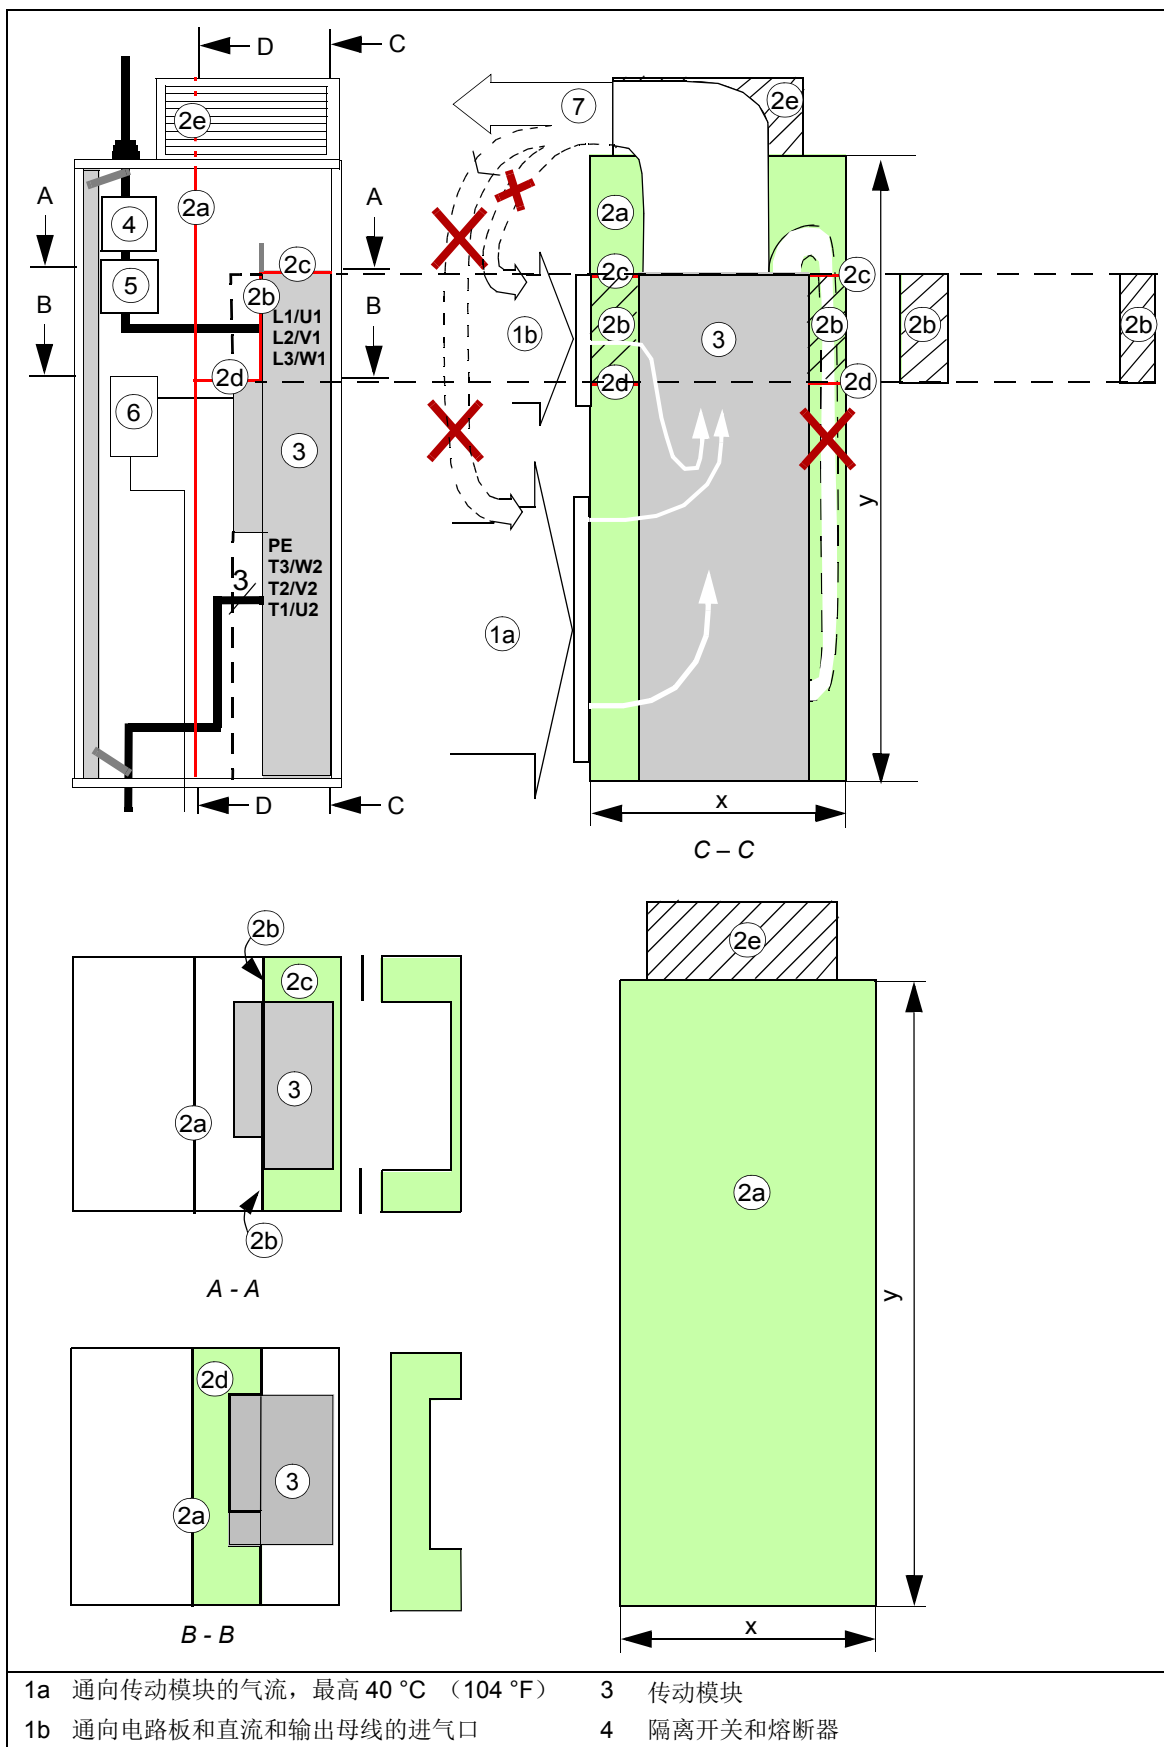 D
C
2e
7
2e
A
A
4
2a
2a
2c
2c
2c
5
2b
B
B
L1/U1
L2/V1
L3/W1
1b
2b
3
2b
2b
2b
2d
2d
2d
6
3
y
PE
T3/W2
T2/V2
T1/U2
3
1a
D
C
x
C – C
2b
2e
2c
3
2a
2a
2b
A - A
y
2d
3
2a
x
B - B
1a 通向传动模块的气流，最高 40 °C （104 °F）
3 传动模块
1b 通向电路板和直流和输出母线的进气口
4 隔离开关和熔断器